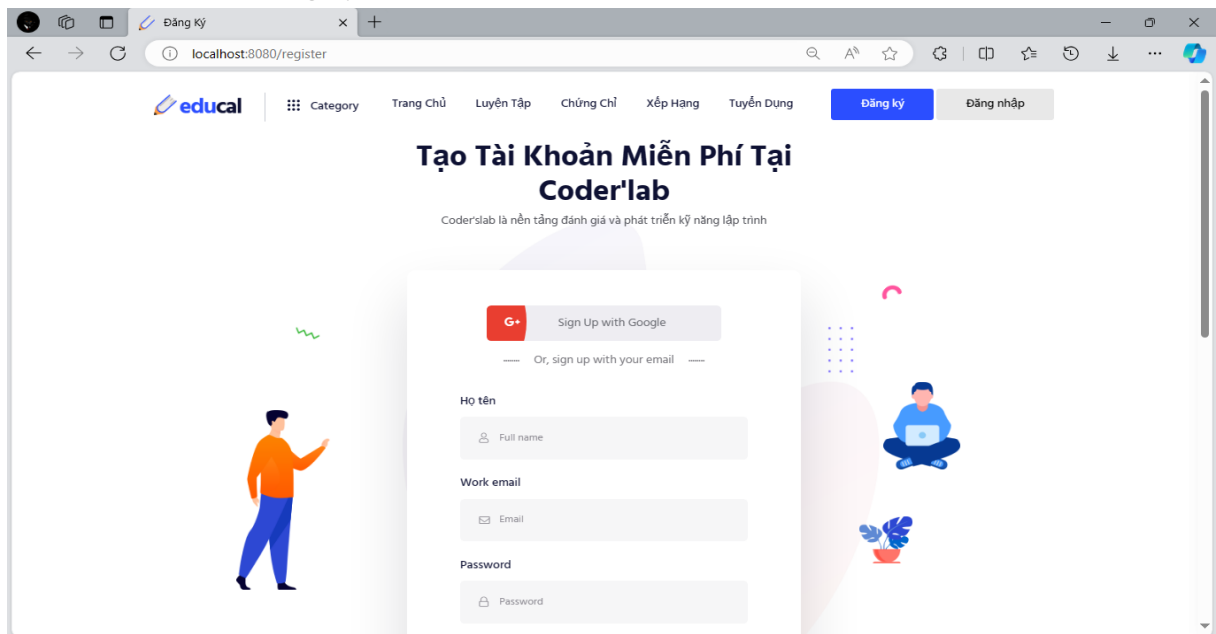 Đăng Ký
localhost:8080/register
educal
Category
Trang Chủ
Luyện Tập
Chứng Chỉ
Xếp Hạng
Tuyển Dụng
Đăng ký
Đăng nhập
Tạo Tài Khoản Miễn Phí Tại
Coder'lab
Coder'slab là nền tảng đánh giá và phát triển kỹ năng lập trình
G+
Sign Up with Google
Or, sign up with your email
Họ tên
Full name
Work email
Email
Password
Password